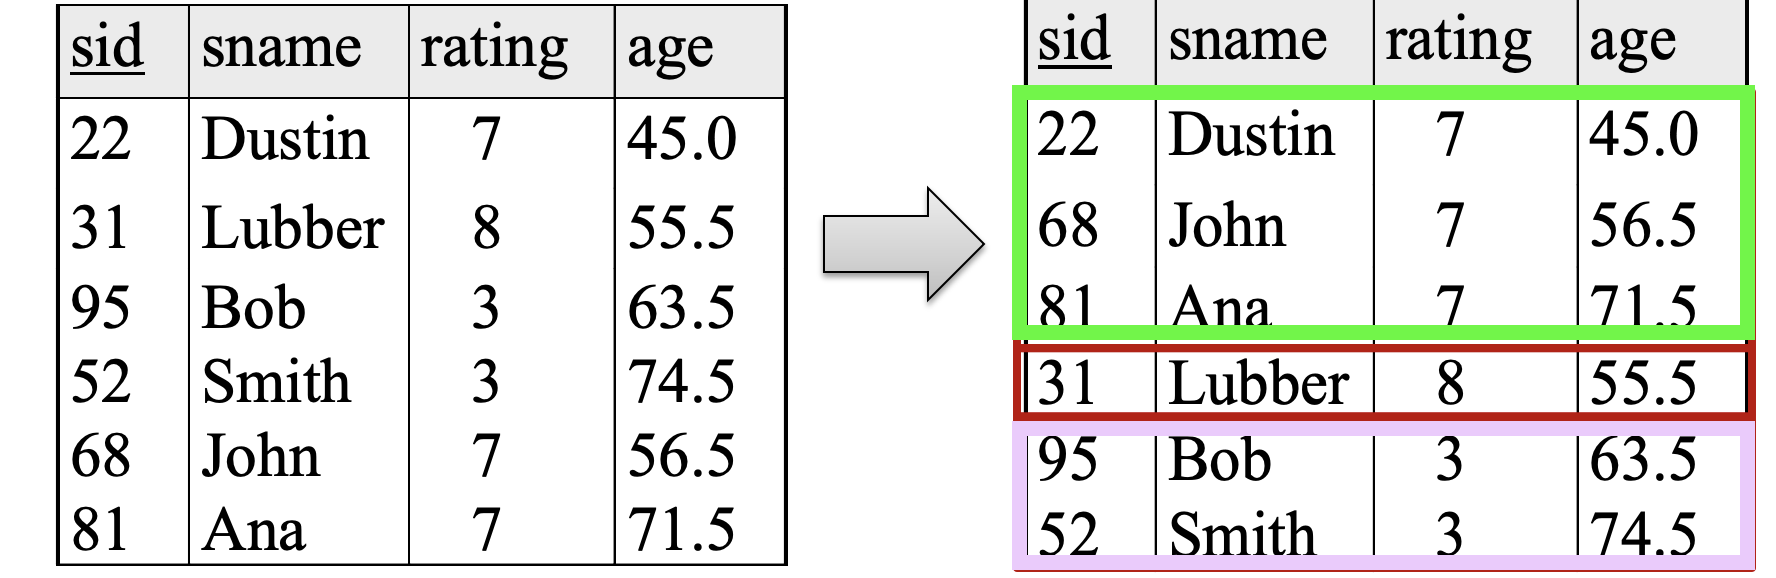 sid sname rating age
22 Dustin 7 45.0
31 Lubber 8 55.5
95 Bob 3 63.5
52 Smith 3 74.5
68 John 7 56.5
81 Ana 7 71.5
sid sname rating age
22 Dustin 7 45.0
68 John 7 56.5
81 Ana 7 71.5
31 Lubber 8 55.5
95 Bob 3 63.5
52 Smith 3 74.5